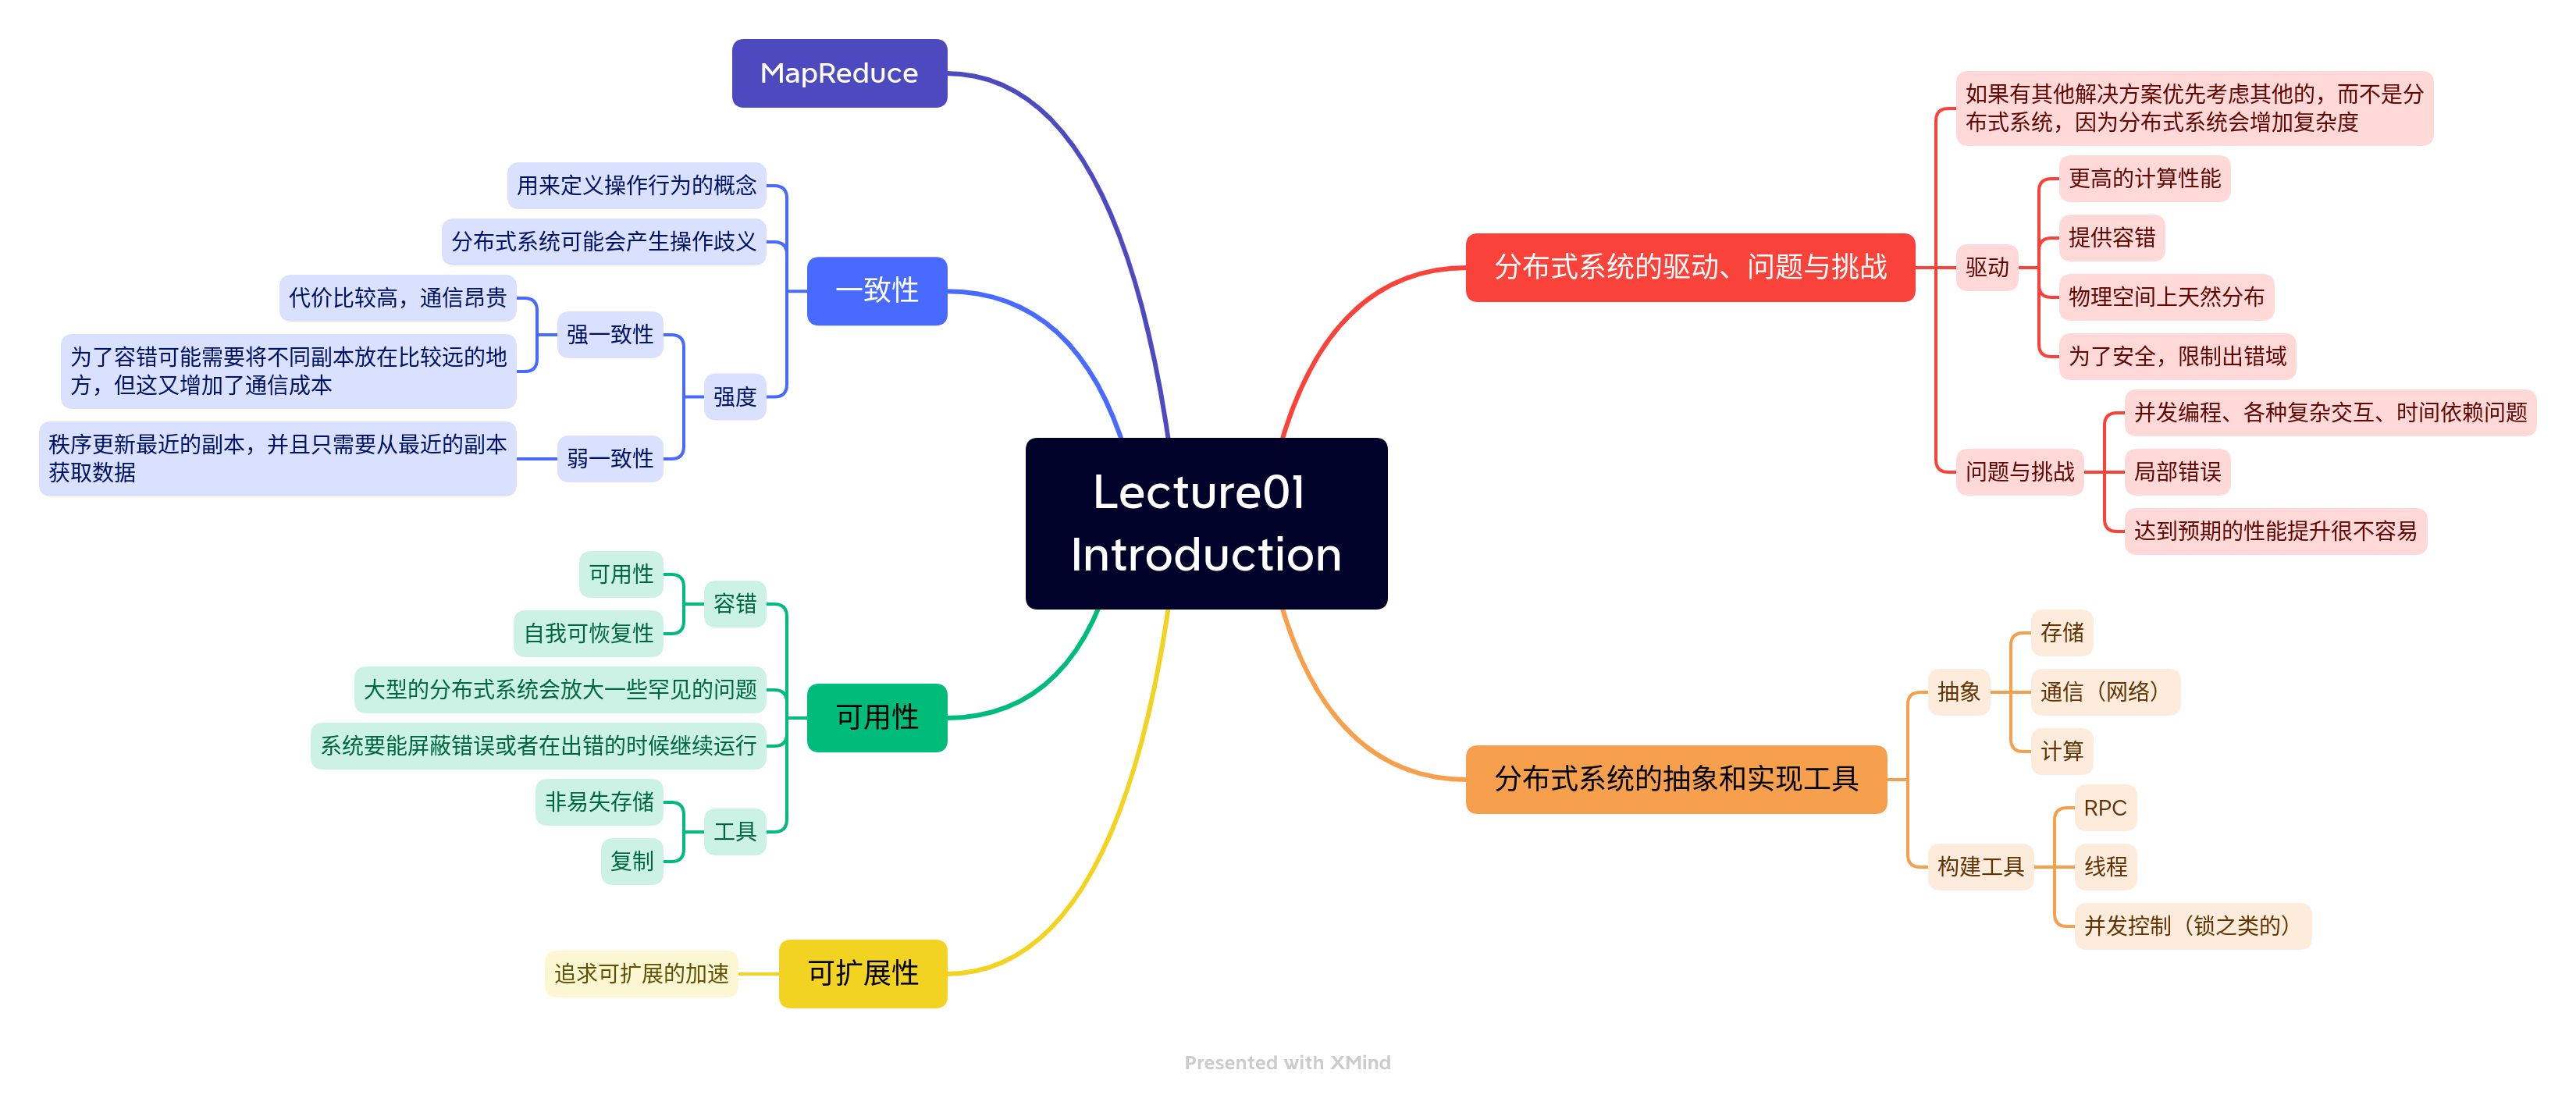 Lecture01
Introduction
分布式系统的驱动、问题与挑战
如果有其他解决方案优先考虑其他的，而不是分
布式系统，因为分布式系统会增加复杂度
驱动
更高的计算性能
提供容错
物理空间上天然分布
为了安全，限制出错域
问题与挑战
并发编程、各种复杂交互、时间依赖问题
局部错误
达到预期的性能提升很不容易
分布式系统的抽象和实现工具
抽象
存储
通信（网络）
计算
构建工具
RPC
线程
并发控制（锁之类的）
可扩展性
追求可扩展的加速
可用性
容错
可用性
自我可恢复性
大型的分布式系统会放大一些罕见的问题
系统要能屏蔽错误或者在出错的时候继续运行
工具
非易失存储
复制
一致性
用来定义操作行为的概念
分布式系统可能会产生操作歧义
强度
强一致性
代价比较高，通信昂贵
为了容错可能需要将不同副本放在比较远的地
方，但这又增加了通信成本
弱一致性
秩序更新最近的副本，并且只需要从最近的副本
获取数据
MapReduce
Presented with XMind